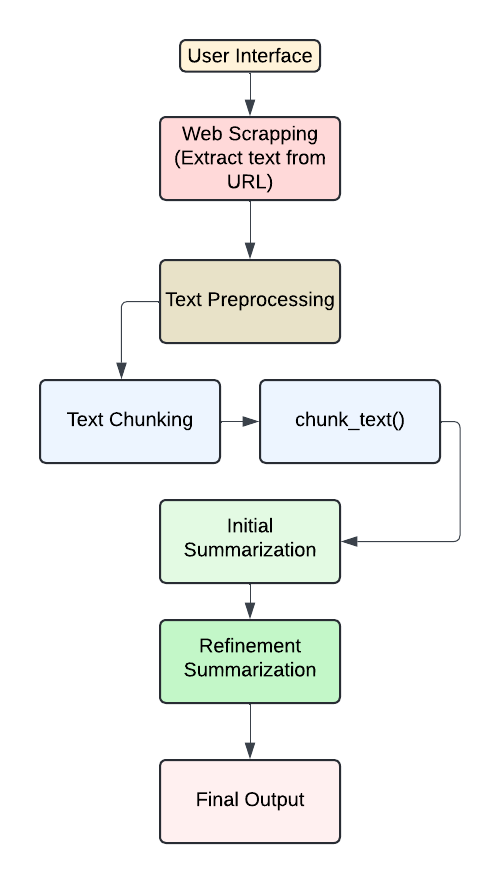 User Interface
Web Scrapping
(Extract text from
URL)
Text Preprocessing
Text Chunking
chunk_text()
Initial
Summarization
Refinement
Summarization
Final Output